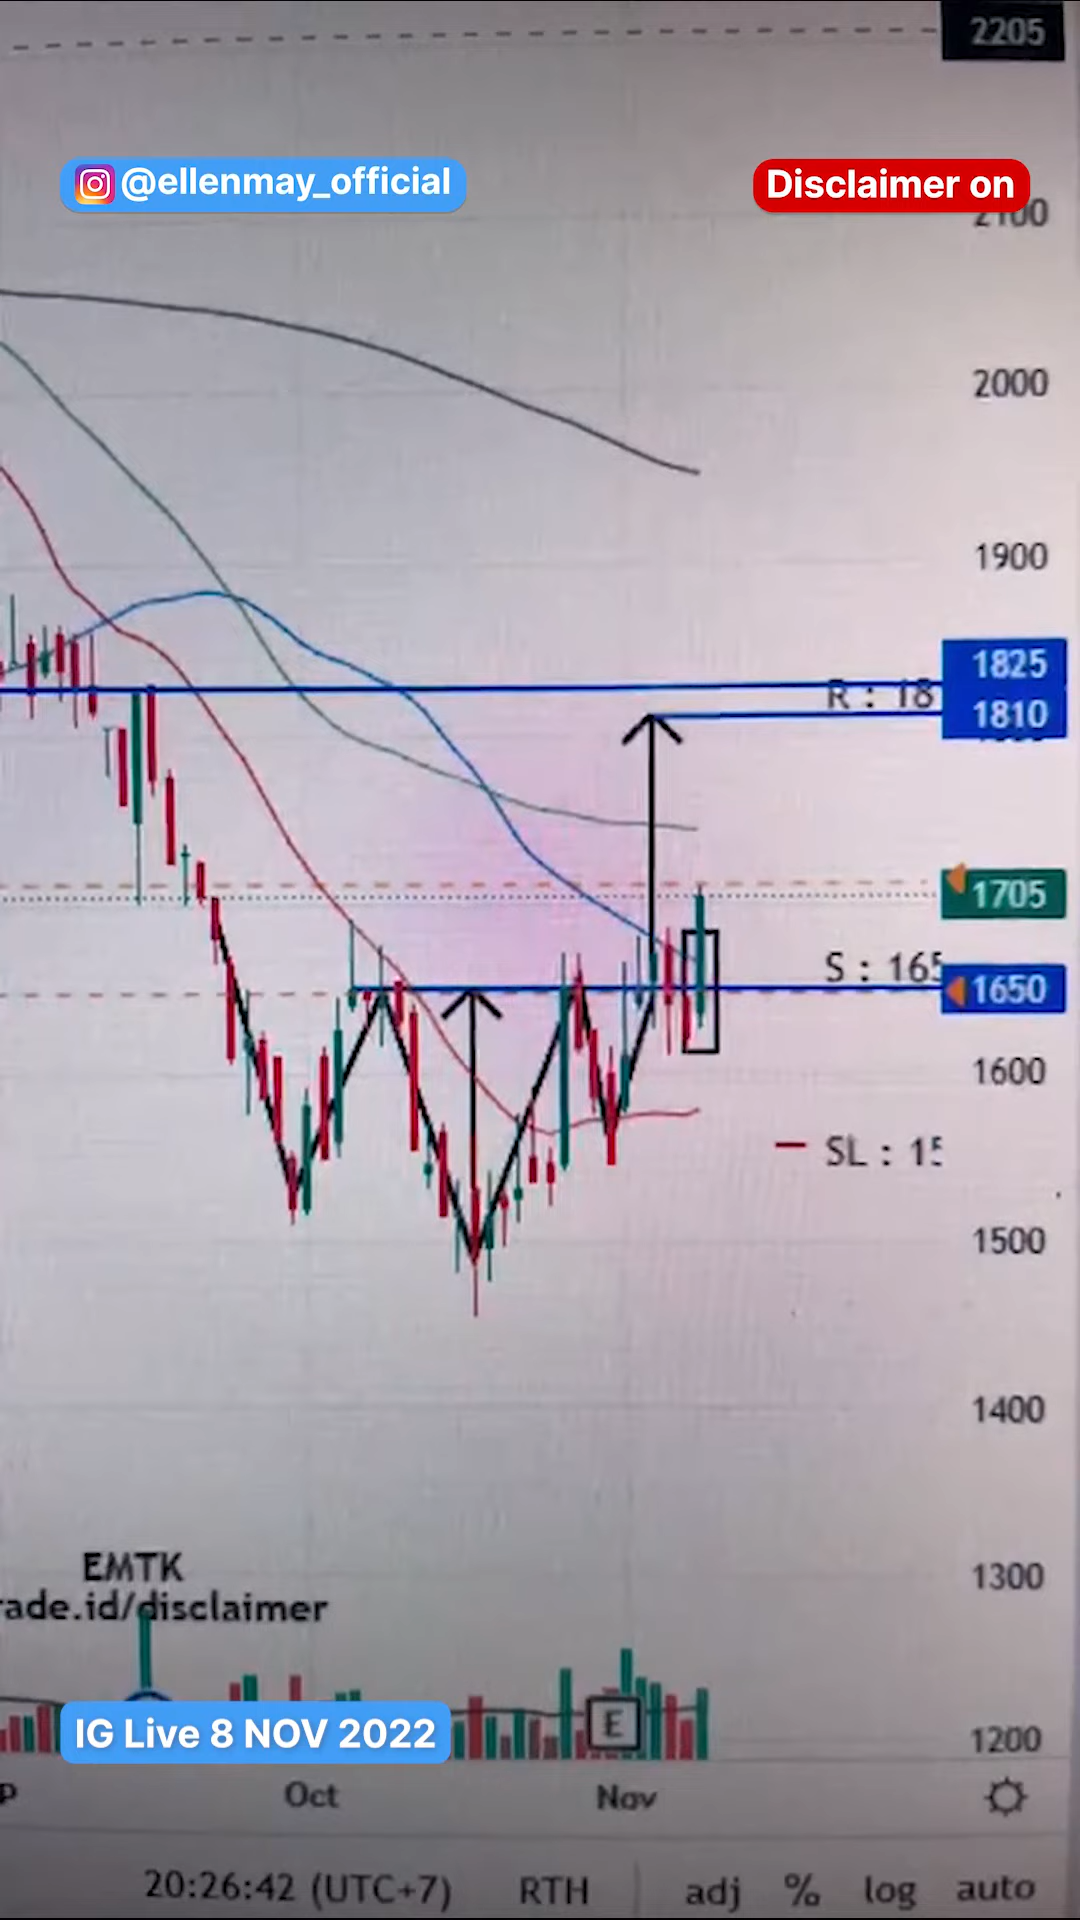 2205
@ellenmay_official
Disclaimer on
2100
2000
1900
1825
R : 18
1810
1705
S : 165
1650
1600
SL : 15
1500
1400
1300
EMTK
rade.id/disclaimer
E
IG Live 8 NOV 2022
1200
Oct
Nov
20:26:42 (UTC+7)
RTH
adj
%
log
auto